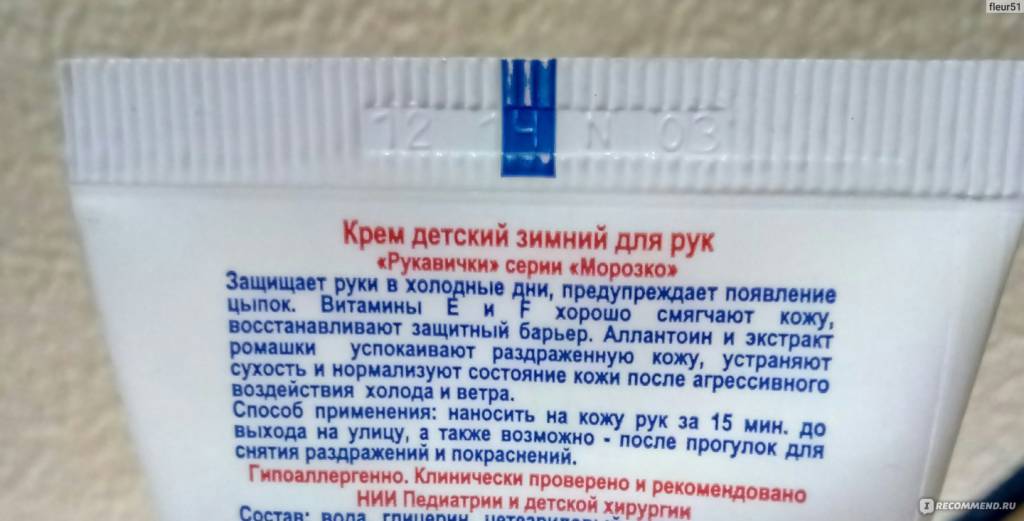 fleur51
12 14 N 03
Крем детский зимний для рук
«Рукавички» серии «Морозко»
Защищает руки в холодные дни, предупреждает появление
цыпок. Витамины E и F хорошо смягчают кожу,
восстанавливают защитный барьер. Аллантоин и экстракт
ромашки успокаивают раздраженную кожу, устраняют
сухость и нормализуют состояние кожи после агрессивного
воздействия холода и ветра.
Способ применения: наносить на кожу рук за 15 мин. до
выхода на улицу, а также возможно - после прогулок для
снятия раздражений и покраснений.
Гипоаллергенно. Клинически проверено и рекомендовано
НИИ Педиатрии и детской хирургии
Состав: вода, глицерин,
I RECOMMEND.RU